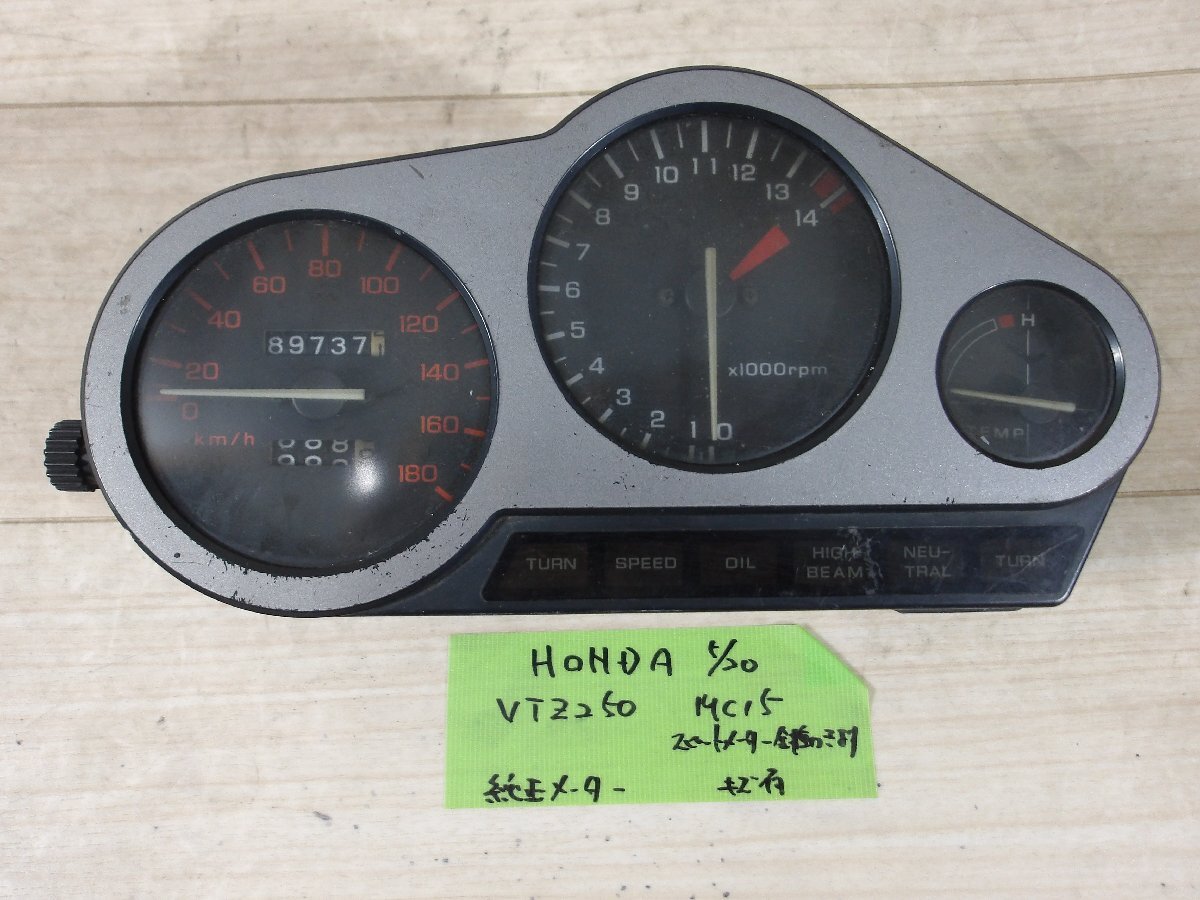 10 11 12
9 13
8 14
7
6
5
4
3
2
1 0
x1000rpm
60 80 100
40 120
20 140
0 160
180
89737
km/h
H
TEMP
TURN SPEED OIL HIGH BEAM NEU-TRAL TURN
HONDA 5/20
VTZ250 MC15
純正メーター キズ有